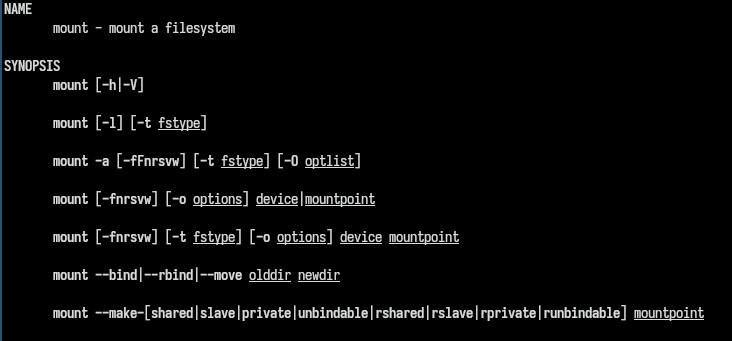 NAME
mount - mount a filesystem
SYNOPSIS
mount [-h|-V]
mount [-l] [-t fstype]
mount -a [-fFnrsvw] [-t fstype] [-O optlist]
mount [-fnrsvw] [-o options] device|mountpoint
mount [-fnrsvw] [-t fstype] [-o options] device mountpoint
mount --bind|--rbind|--move olddir newdir
mount --make-[shared|slave|private|unbindable|rshared|rslave|rprivate|runbindable] mountpoint